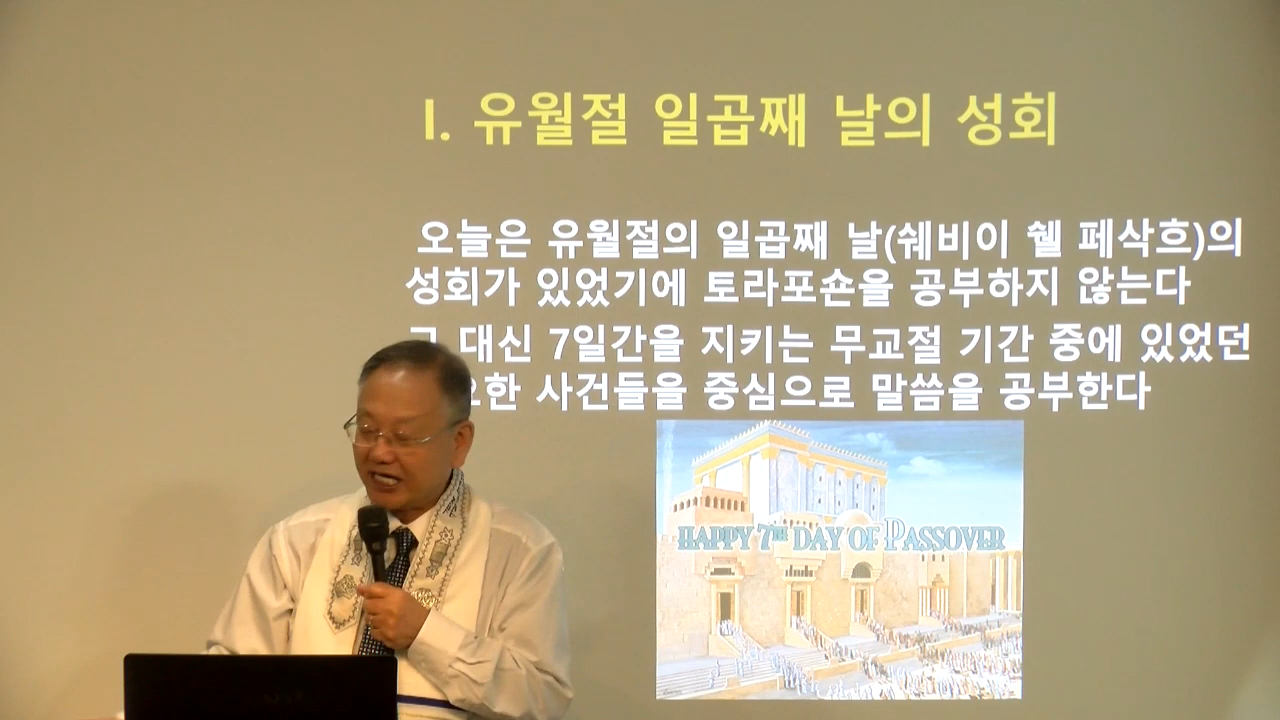 I. 유월절 일곱째 날의 성회
오늘은 유월절의 일곱째 날(쉐비이 쉘 페삭흐)의
성회가 있었기에 토라포션을 공부하지 않는다
대신 7일간을 지키는 무교절 기간 중에 있었던
사건들을 중심으로 말씀을 공부한다
HAPPY 7TH DAY OF PASSOVER